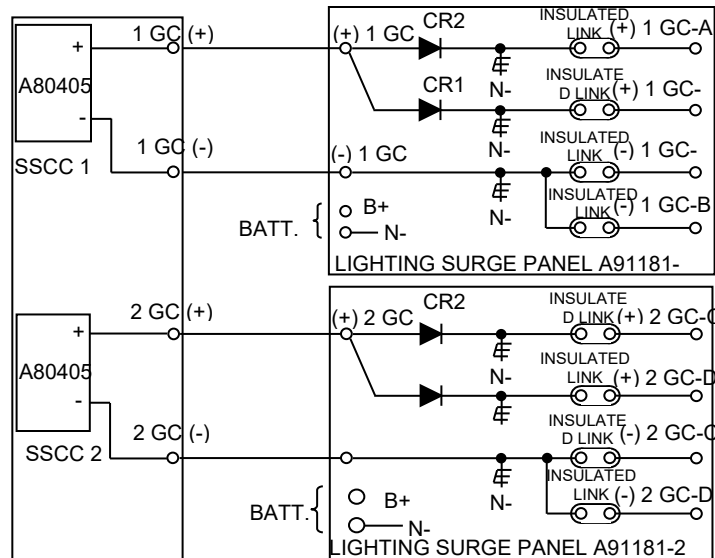 1 GC (+)
(+) 1 GC
CR2
INSULATED
LINK
(+) 1 GC-A
+
A80405
-
SSCC 1
N-
CR1
INSULATE
D LINK
(+) 1 GC-
N-
1 GC (-)
(-) 1 GC
INSULATED
LINK
(-) 1 GC-
N-
INSULATED
LINK
(-) 1 GC-B
BATT.
B+
N-
LIGHTING SURGE PANEL A91181-
2 GC (+)
(+) 2 GC
CR2
INSULATE
D LINK
(+) 2 GC-C
+
A80405
-
SSCC 2
N-
INSULATED
LINK
(+) 2 GC-D
N-
2 GC (-)
INSULATE
D LINK
(-) 2 GC-C
N-
INSULATED
LINK
(-) 2 GC-D
BATT.
B+
N-
LIGHTING SURGE PANEL A91181-2